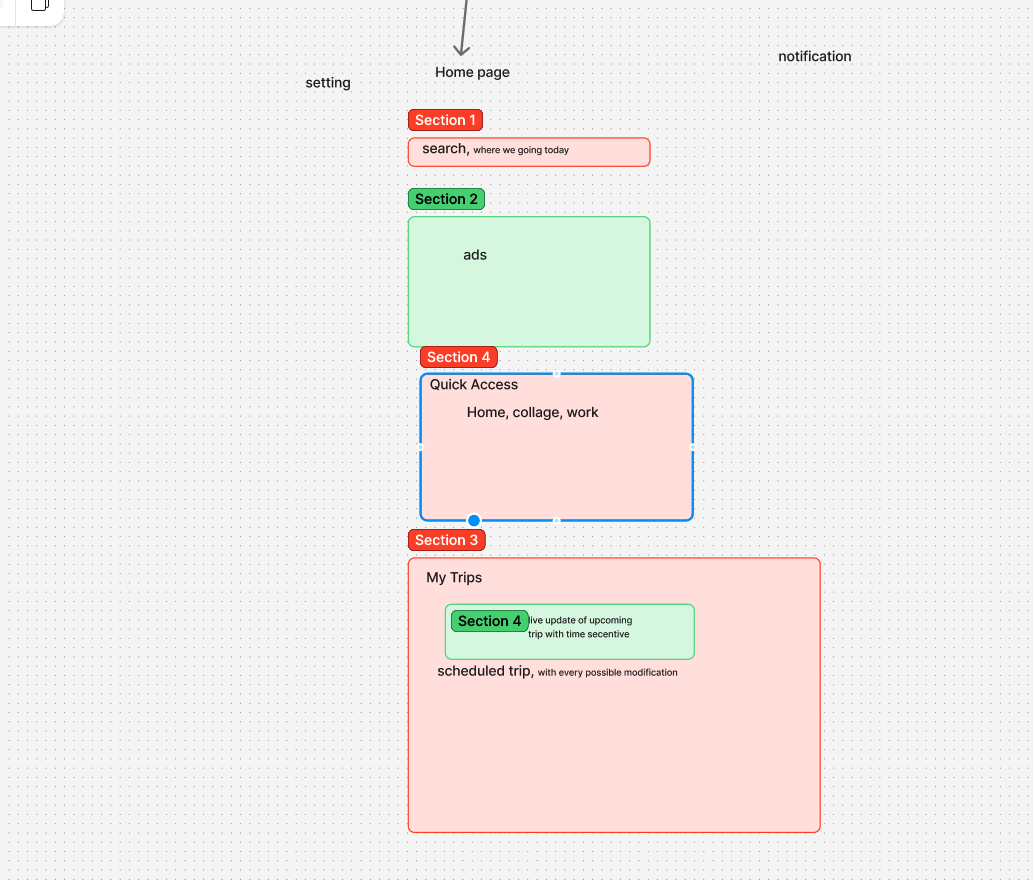 notification
Home page
setting
Section 1
search, where we going today
Section 2
ads
Section 4
Quick Access
Home, collage, work
Section 3
My Trips
Section 4
live update of upcoming
trip with time secentive
scheduled trip, with every possible modification